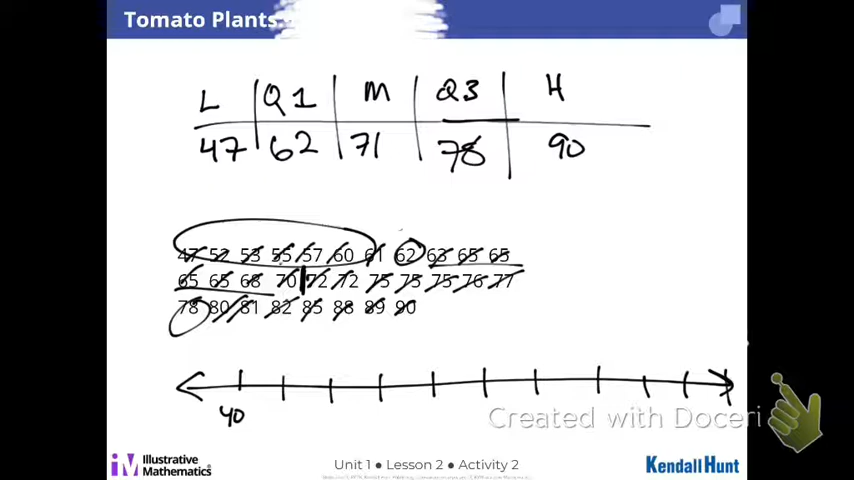 Tomato Plants
L Q1 M Q3 H
47 62 71 78 90
47 52 53 55 57 60 61 62 63 65 65
65 65 68 70 72 72 75 75 75 76 77
78 80 81 82 85 88 89 90
40
Created with Doceri
Illustrative
Mathematics
Unit 1 • Lesson 2 • Activity 2
Kendall Hunt